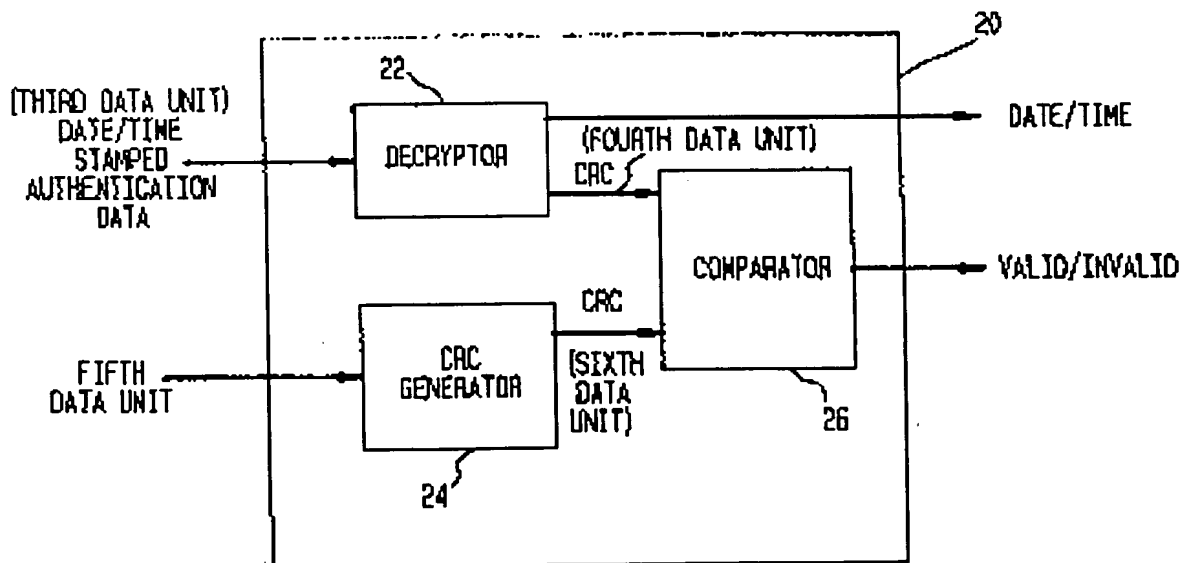 20
22
(THIRD DATA UNIT)
DATE/TIME
STAMPED
AUTHENTICATION
DATA
DECRYPTOR
DATE/TIME
(FOURTH DATA UNIT)
CRC
COMPARATOR
VALID/INVALID
CRC
(SIXTH
DATA
UNIT)
FIFTH
DATA UNIT
CRC
GENERATOR
26
24